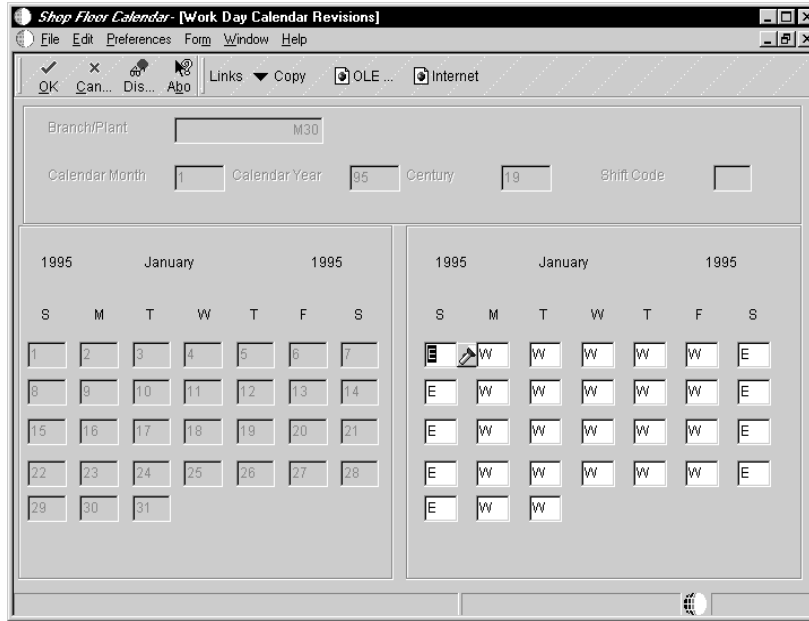 Shop Floor Calendar - [Work Day Calendar Revisions]
File Edit Preferences Form Window Help
OK Can... Dis... Abo Links Copy OLE ... Internet
Branch/Plant M30
Calendar Month 1 Calendar Year 95 Century 19 Shift Code
1995 January 1995 1995 January 1995
S M T W T F S S M T W T F S
1 2 3 4 5 6 7 E W W W W W E
8 9 10 11 12 13 14 E W W W W W E
15 16 17 18 19 20 21 E W W W W W E
22 23 24 25 26 27 28 E W W W W W E
29 30 31 E W W